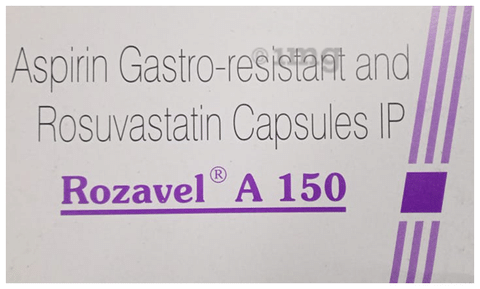 Aspirin Gastro-resistant and
Rosuvastatin Capsules IP
Rozavel® A 150